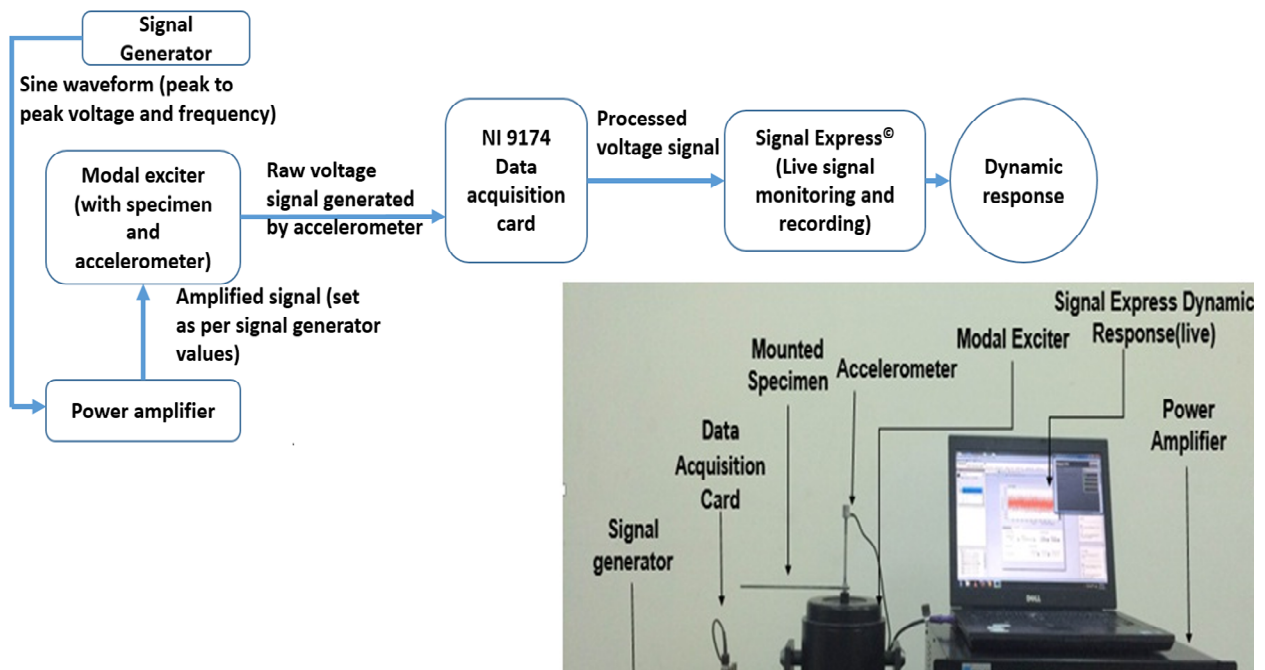 Signal
Generator
Sine waveform (peak to
peak voltage and frequency)
Modal exciter
(with specimen
and
accelerometer)
Raw voltage
signal generated
by accelerometer
NI 9174
Data
acquisition
card
Processed
voltage signal
Signal Express©
(Live signal
monitoring and
recording)
Dynamic
response
Amplified signal (set
as per signal generator
values)
Power amplifier
Signal Express Dynamic
Response(live)
Modal Exciter
Mounted
Specimen
Accelerometer
Power
Amplifier
Data
Acquisition
Card
Signal
generator
DELL